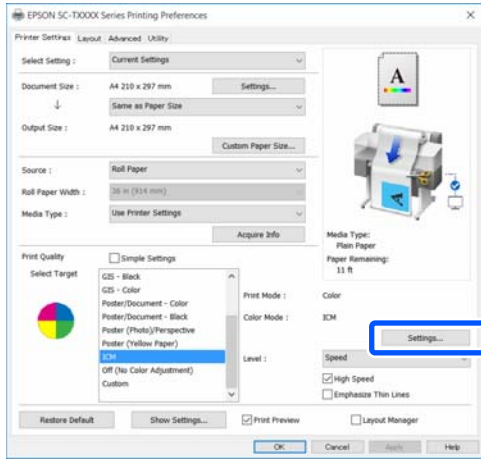 EPSON SC-TXXXX Series Printing Preferences
Printer Settings Layout Advanced Utility
Select Setting : Current Settings
Document Size : A4 210 x 297 mm Settings...
Same as Paper Size
Output Size : A4 210 x 297 mm
Custom Paper Size...
Source : Roll Paper
Roll Paper Width : 36 in (914 mm)
Media Type : Use Printer Settings
Acquire Info
A
Media Type:
Plain Paper
Paper Remaining:
11 ft
Print Quality Simple Settings
Select Target
GIS - Black
GIS - Color
Poster/Document - Color
Poster/Document - Black
Poster (Photo)/Perspective
Poster (Yellow Paper)
ICM
Off (No Color Adjustment)
Custom
Print Mode : Color
Color Mode : ICM
Settings...
Level : Speed
High Speed
Emphasize Thin Lines
Restore Default Show Settings... Print Preview Layout Manager
OK Cancel Apply Help